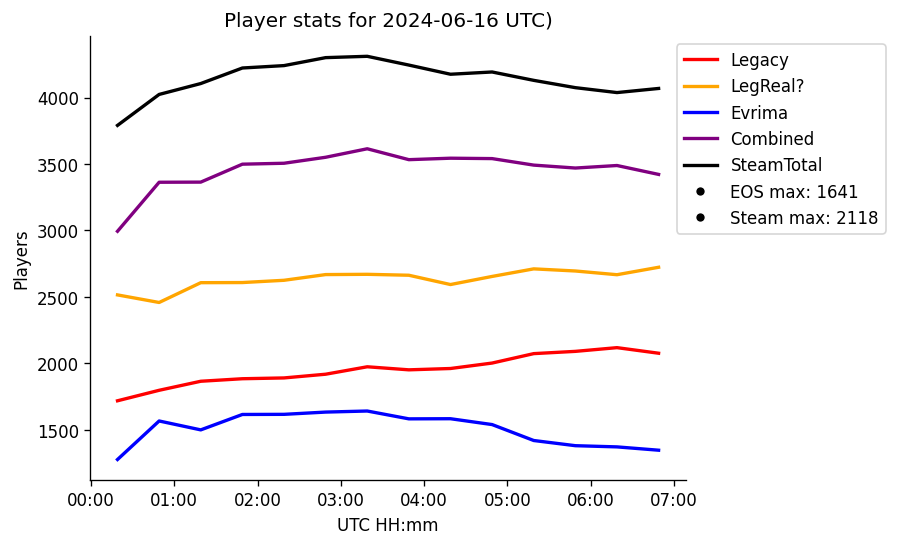 Player stats for 2024-06-16 UTC)
Legacy
LegReal?
Evrima
Combined
SteamTotal
EOS max: 1641
Steam max: 2118
Players
4000
3500
3000
2500
2000
1500
00:00 01:00 02:00 03:00 04:00 05:00 06:00 07:00
UTC HH:mm